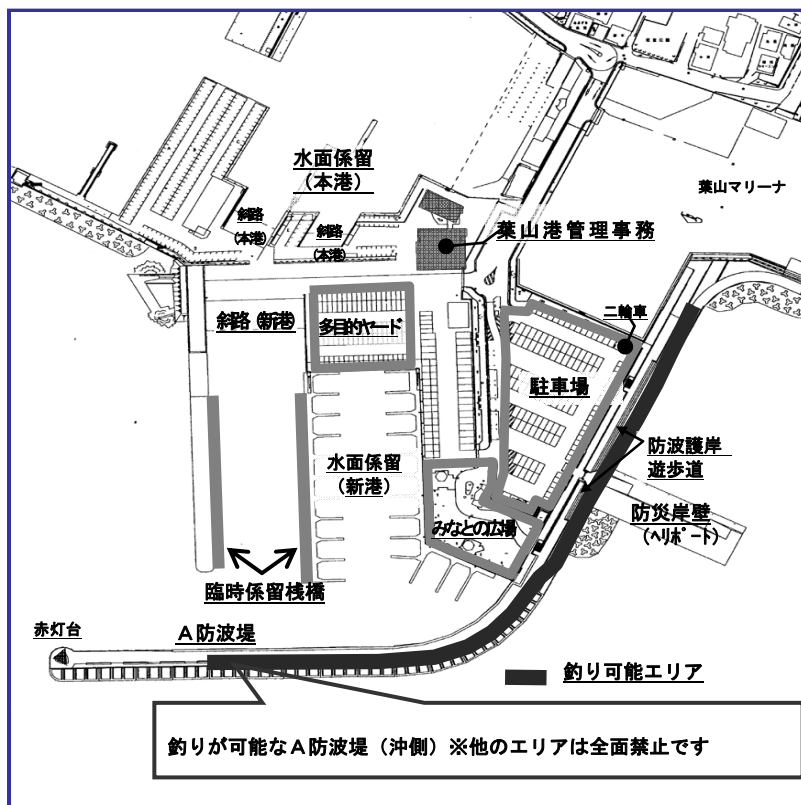 水面係留
(本港)
葉山マリーナ
斜路
(本港)
斜路
(本港)
葉山港管理事務
斜路(新港)
多目的ヤード
二輪車
駐車場
防波護岸
遊歩道
水面係留
(新港)
防災岸壁
(ヘリポート)
みなとの広場
臨時係留桟橋
赤灯台
A防波堤
釣り可能エリア
釣りが可能なA防波堤(沖側)※他のエリアは全面禁止です